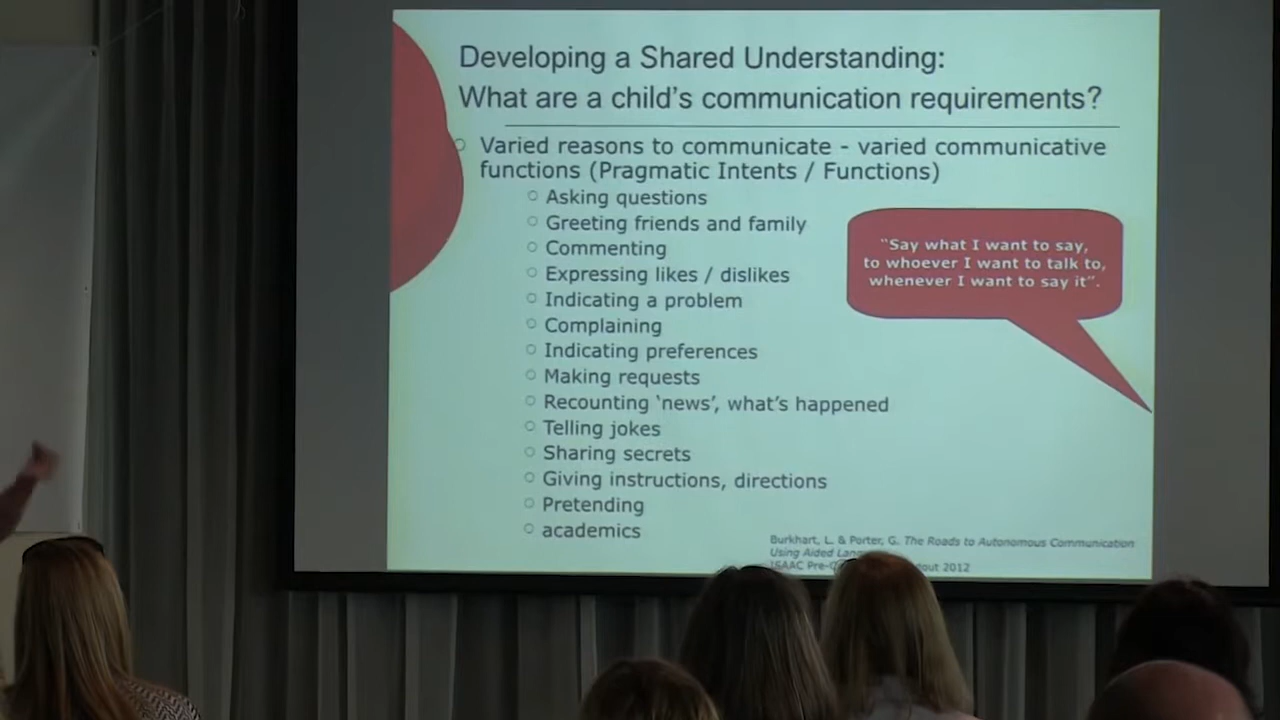 Developing a Shared Understanding:
What are a child's communication requirements?
Varied reasons to communicate - varied communicative
functions (Pragmatic Intents / Functions)
Asking questions
Greeting friends and family
Commenting
Expressing likes / dislikes
Indicating a problem
Complaining
Indicating preferences
Making requests
Recounting ‘news’, what’s happened
Telling jokes
Sharing secrets
Giving instructions, directions
Pretending
academics
“Say what I want to say,
to whoever I want to talk to,
whenever I want to say it”.
Burkhart, L. & Porter, G. The Roads to Autonomous Communication
Using Aided
ISAAC 2012